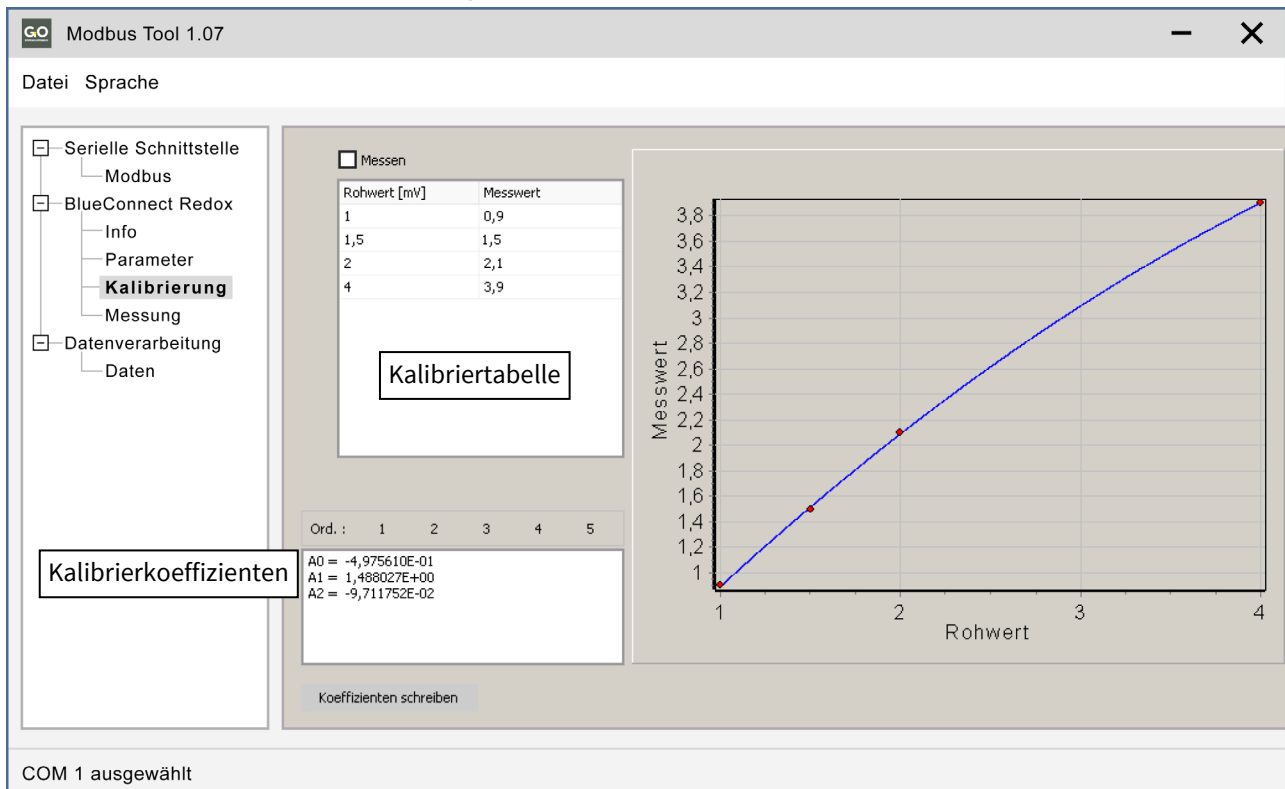 GO Modbus Tool 1.07
Datei Sprache
Serielle Schnittstelle
Modbus
BlueConnect Redox
Info
Parameter
Kalibrierung
Messung
Datenverarbeitung
Daten
Messen
Rohwert [mV] Messwert
1 0,9
1,5 1,5
2 2,1
4 3,9
Kalibriertabelle
Ord. : 1 2 3 4 5
Kalibrierkoeffizienten
A0 = -4,975610E-01
A1 = 1,488027E+00
A2 = -9,711752E-02
Koeffizienten schreiben
Messwert
3,8
3,6
3,4
3,2
3
2,8
2,6
2,4
2,2
2
1,8
1,6
1,4
1,2
1
1 2 3 4
Rohwert
COM 1 ausgewählt